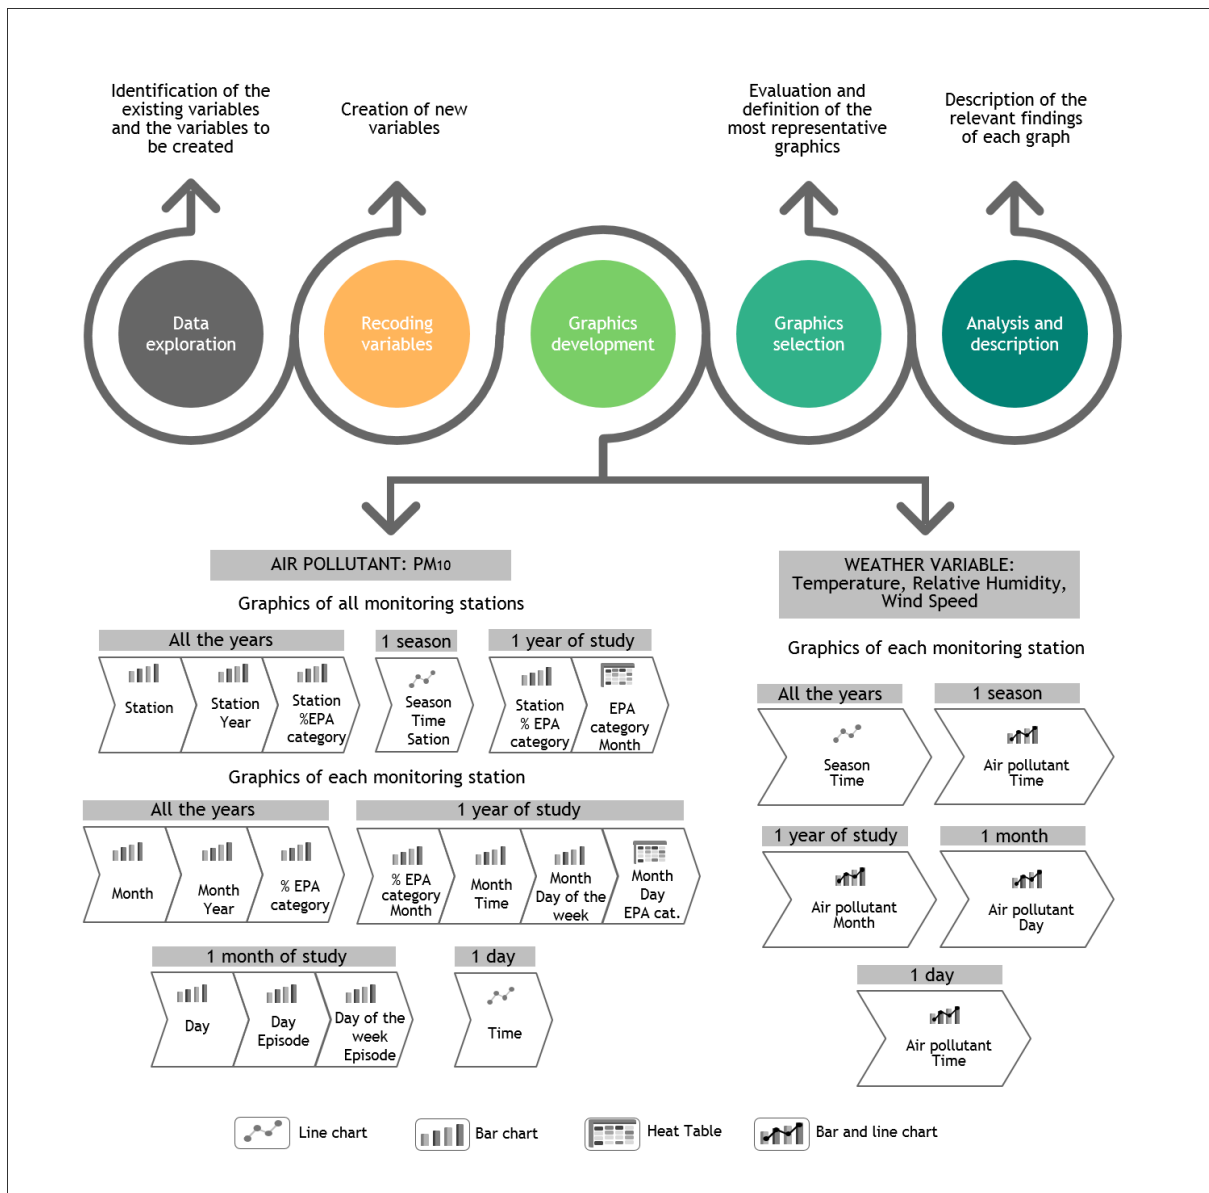 Identification of the
existing variables
and the variables to
be created
Creation of new
variables
Evaluation and
definition of the
most representative
graphics
Description of the
relevant findings
of each graph
Data
exploration
Recoding
variables
Graphics
development
Graphics
selection
Analysis and
description
AIR POLLUTANT: PM10
Graphics of all monitoring stations
All the years
Station
Station
Year
Station
%EPA
category
1 season
Season
Time
Sation
1 year of study
Station
% EPA
category
EPA
category
Month
Graphics of each monitoring station
All the years
Month
Month
Year
% EPA
category
1 year of study
% EPA
category
Month
Month
Time
Month
Day of the
week
Month
Day
EPA cat.
1 month of study
Day
Day
Episode
Day of the
week
Episode
1 day
Time
WEATHER VARIABLE:
Temperature, Relative Humidity,
Wind Speed
Graphics of each monitoring station
All the years
Season
Time
1 season
Air pollutant
Time
1 year of study
Air pollutant
Month
1 month
Air pollutant
Day
1 day
Air pollutant
Time
Line chart
Bar chart
Heat Table
Bar and line chart